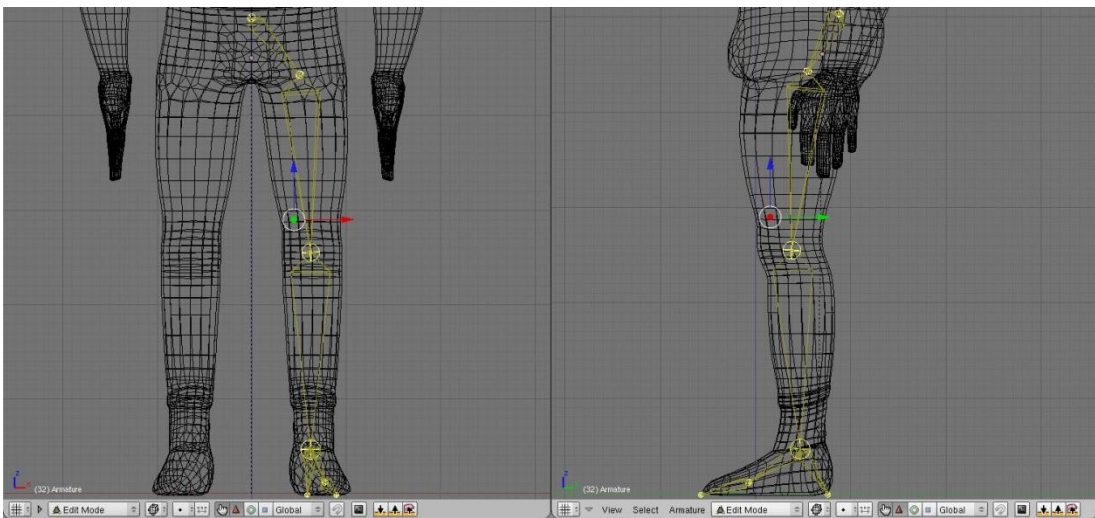 z
x
(32) Armature
Edit Mode
Global
z
y
(32) Armature
View Select Armature
Edit Mode
Global